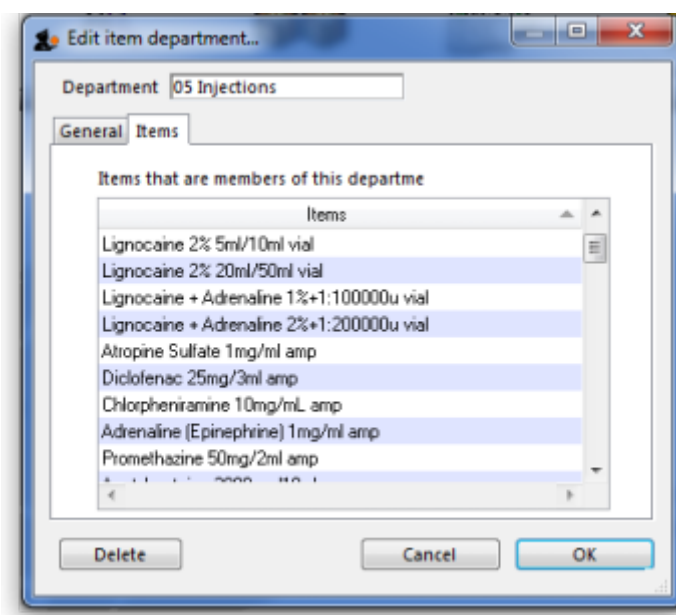 Edit item department...
Department 05 Injections
General Items
Items that are members of this departme
Items
Lignocaine 2% 5ml/10ml vial
Lignocaine 2% 20ml/50ml vial
Lignocaine + Adrenaline 1%+1:100000u vial
Lignocaine + Adrenaline 2%+1:200000u vial
Atropine Sulfate 1mg/ml amp
Diclofenac 25mg/3ml amp
Chlorpheniramine 10mg/mL amp
Adrenaline (Epinephrine) 1mg/ml amp
Promethazine 50mg/2ml amp
Delete Cancel OK